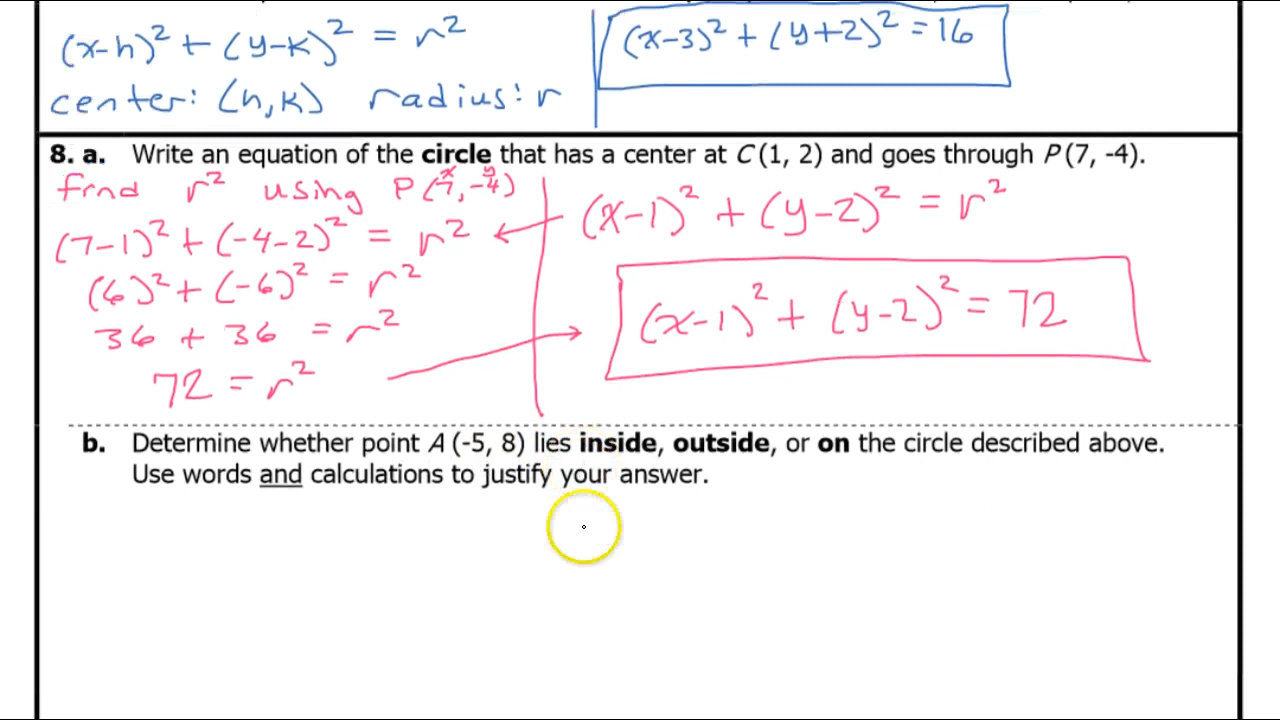 (x-h)² + (y-k)² = r²
center: (h,k) radius: r
(x-3)² + (y+2)² = 16
8. a. Write an equation of the circle that has a center at C (1, 2) and goes through P (7, -4).
find r² using P(7, -4)
x y
(7-1)² + (-4-2)² = r²
(6)² + (-6)² = r²
36 + 36 = r²
72 = r²
(x-1)² + (y-2)² = r²
(x-1)² + (y-2)² = 72
b. Determine whether point A (-5, 8) lies inside, outside, or on the circle described above.
Use words and calculations to justify your answer.